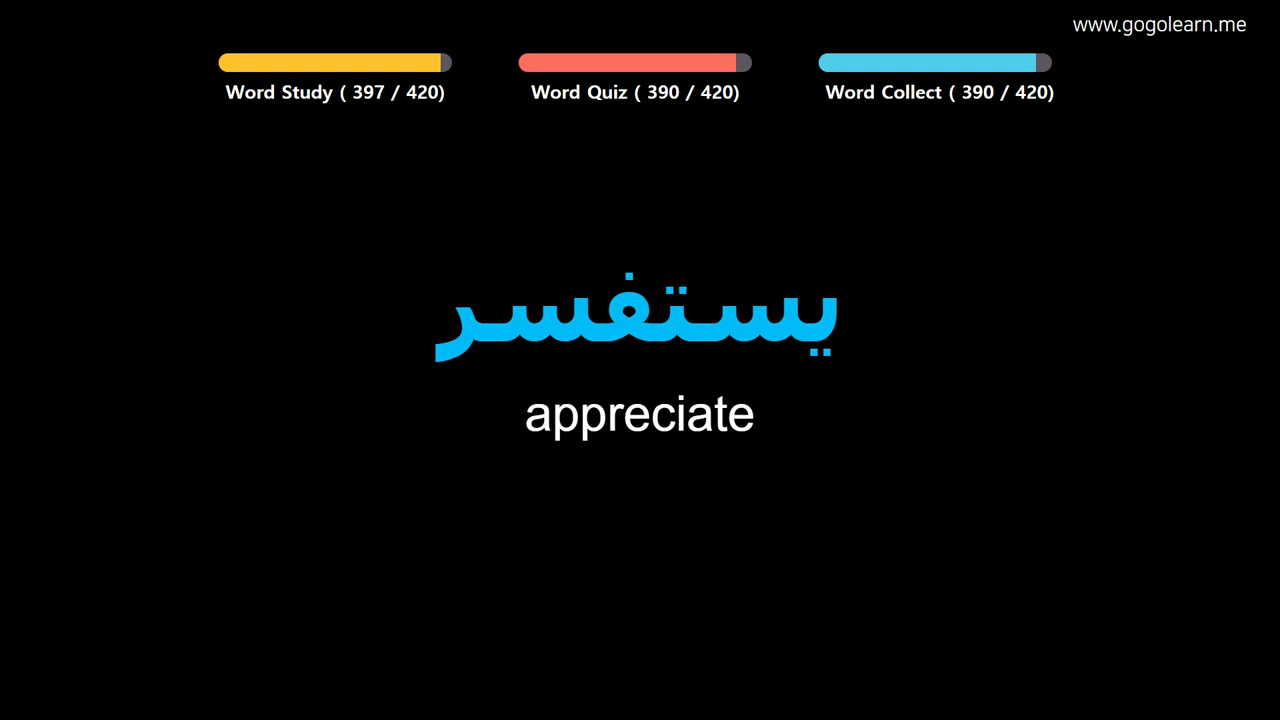 www.gogolearn.me
Word Study ( 397 / 420)
Word Quiz ( 390 / 420)
Word Collect ( 390 / 420)
يستفسر
appreciate